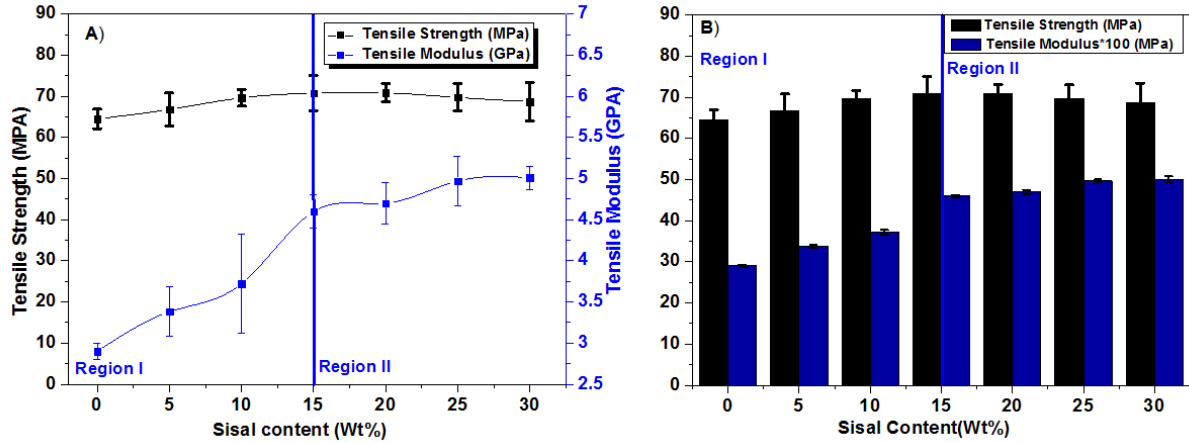 A)
Tensile Strength (MPa)
Tensile Modulus (GPa)
Tensile Strength (MPA)
90
80
70
60
50
40
30
20
10
0
7
6.5
6
5.5
5
4.5
4
3.5
3
2.5
Tensile Modulus (GPA)
Region I
Region II
0 5 10 15 20 25 30
Sisal content (Wt%)
B)
Tensile Strength (MPa)
Tensile Modulus*100 (MPa)
Region I
Region II
90
80
70
60
50
40
30
20
10
0
0 5 10 15 20 25 30
Sisal Content(Wt%)